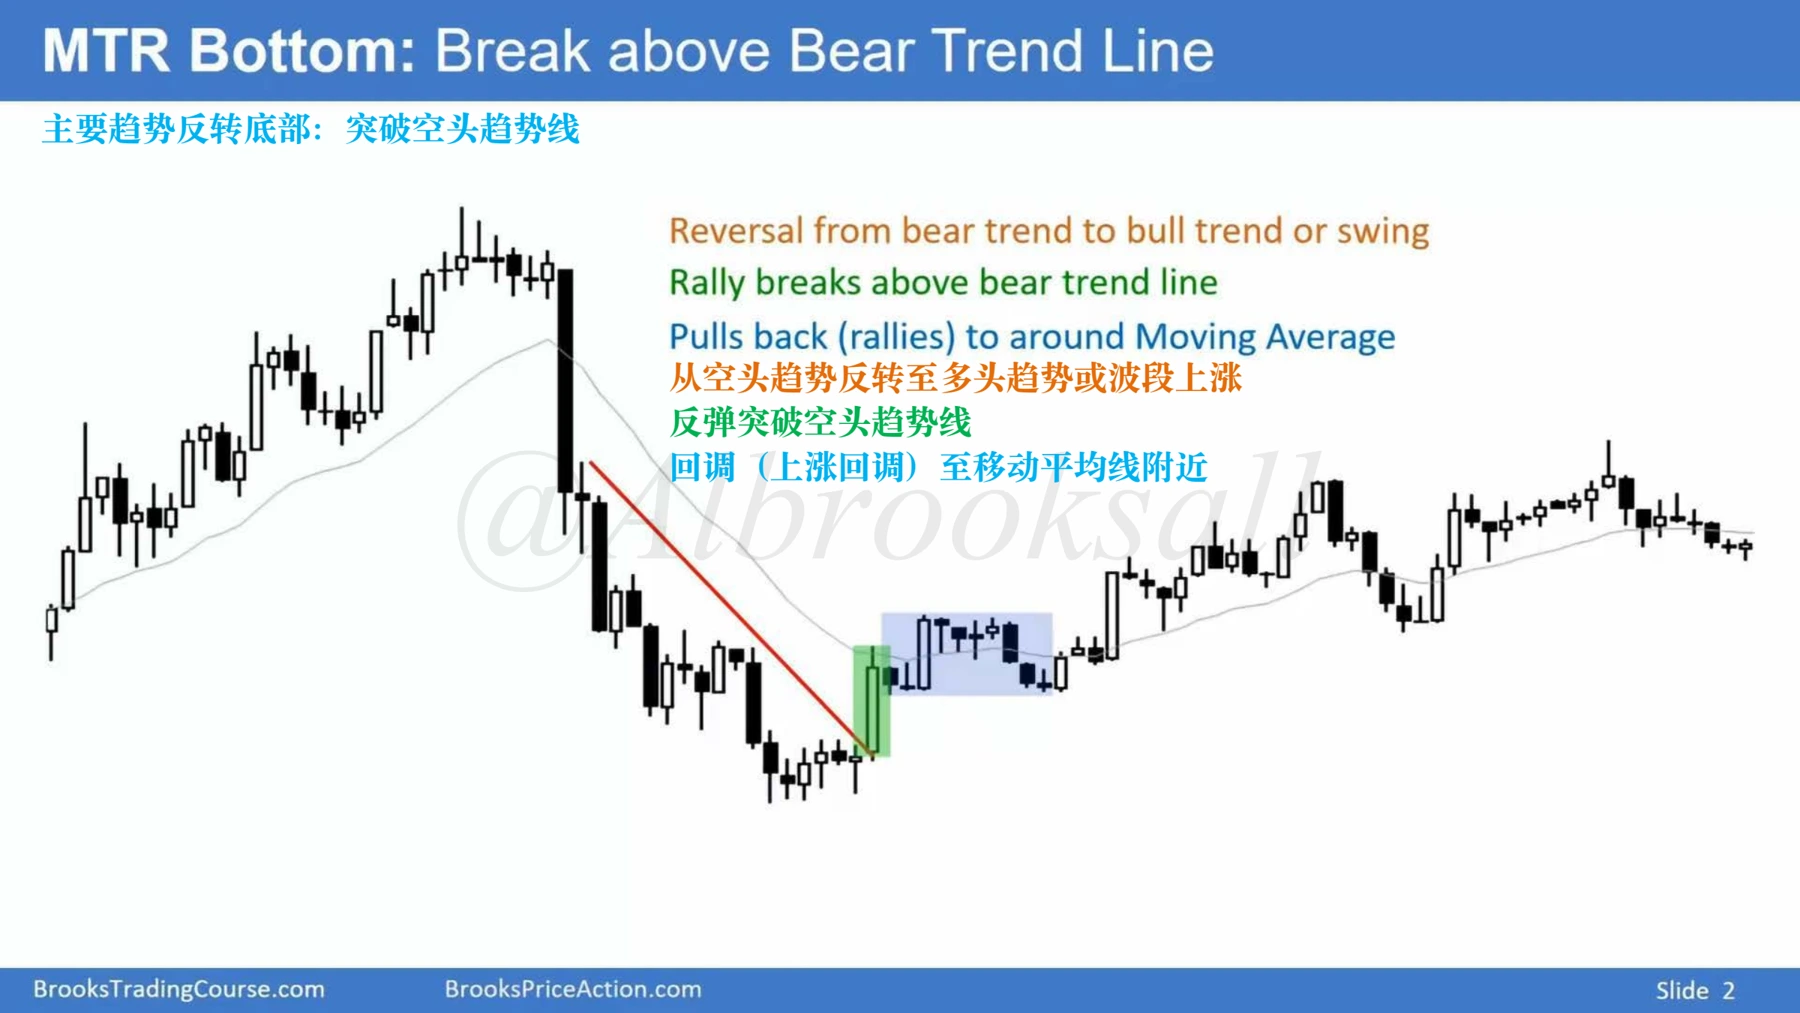 MTR Bottom: Break above Bear Trend Line
主要趋势反转底部：突破空头趋势线
Reversal from bear trend to bull trend or swing
Rally breaks above bear trend line
Pulls back (rallies) to around Moving Average
从空头趋势反转至多头趋势或波段上涨
反弹突破空头趋势线
回调（上涨回调）至移动平均线附近
@Albrooksall
BrooksTradingCourse.com
BrooksPriceAction.com
Slide 2